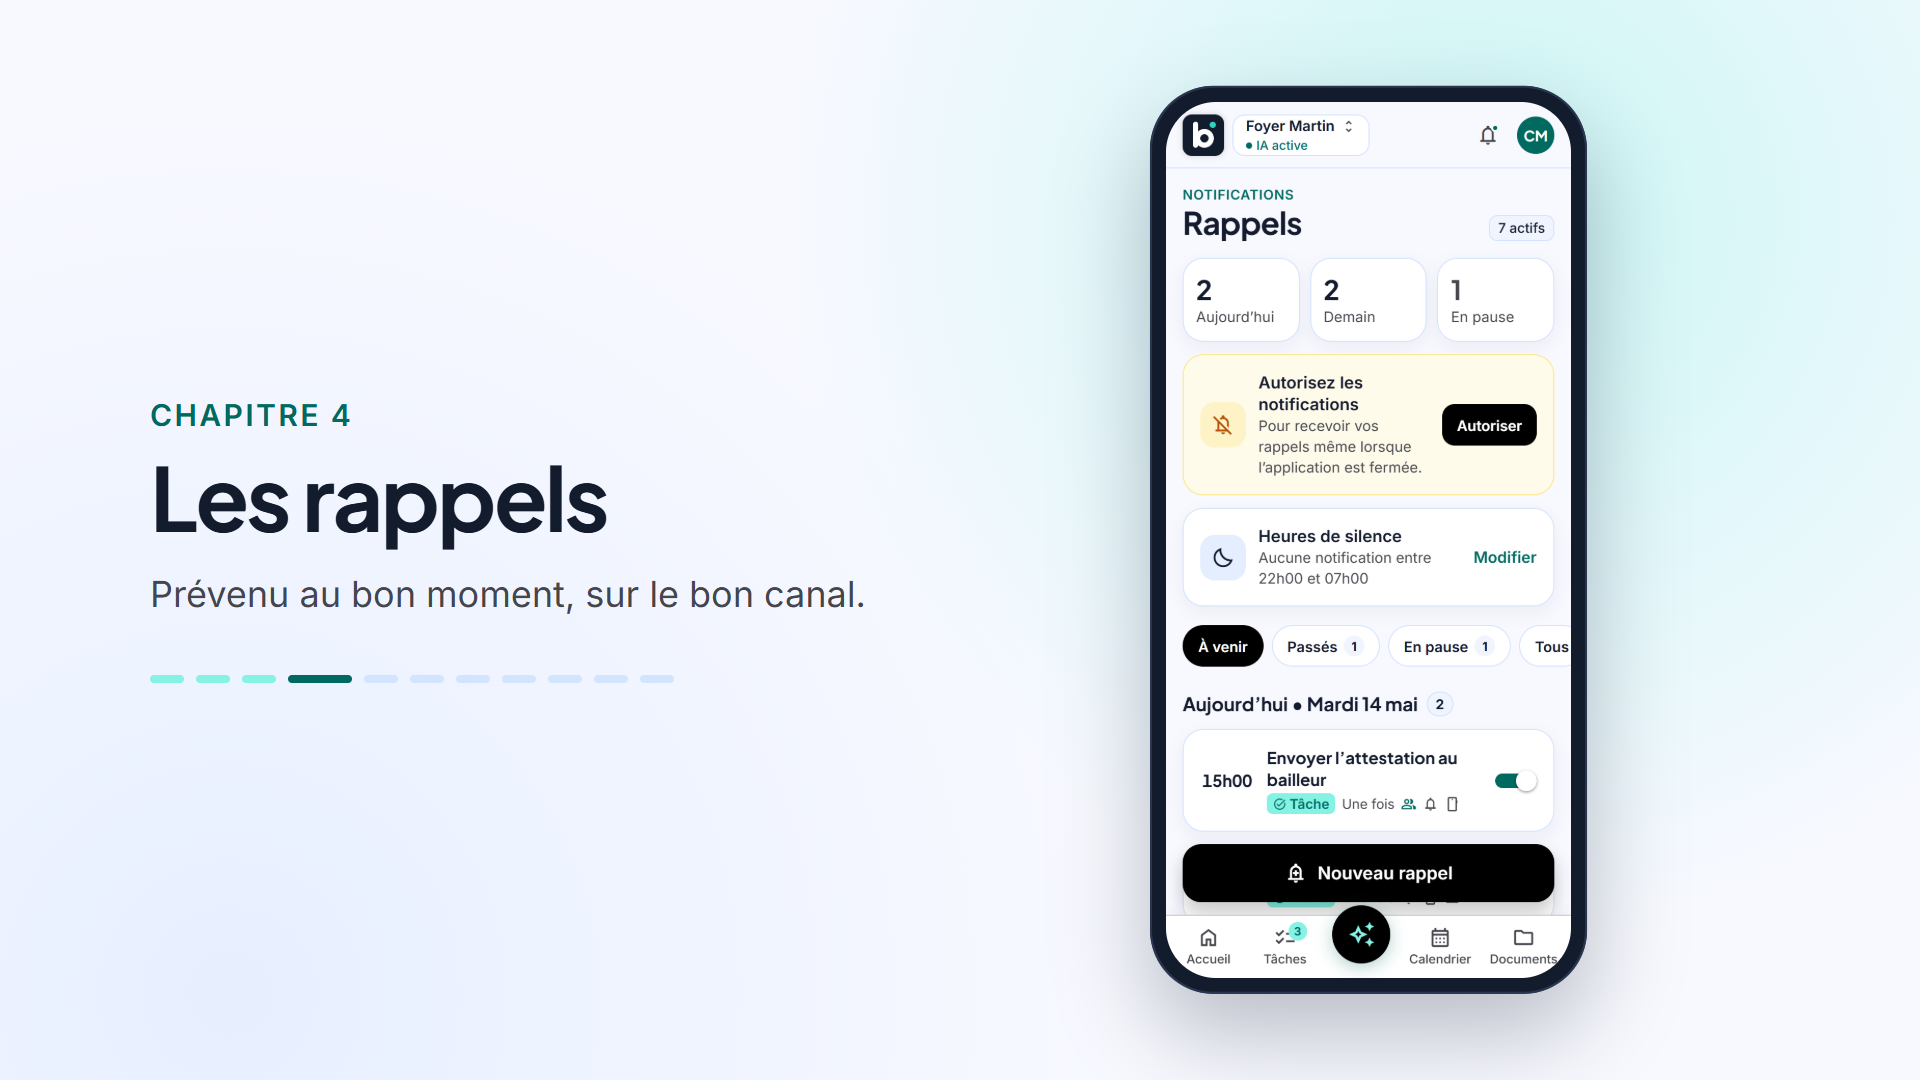 CHAPITRE 4
Les rappels
Prévenu au bon moment, sur le bon canal.
b
Foyer Martin
IA active
CM
NOTIFICATIONS
Rappels
7 actifs
2
Aujourd’hui
2
Demain
1
En pause
Autorisez les
notifications
Pour recevoir vos
rappels même lorsque
l’application est fermée.
Autoriser
Heures de silence
Aucune notification entre
22h00 et 07h00
Modifier
À venir
Passés 1
En pause 1
Tous
Aujourd’hui • Mardi 14 mai 2
15h00
Envoyer l’attestation au
bailleur
Tâche Une fois
Nouveau rappel
Accueil
3
Tâches
Calendrier
Documents